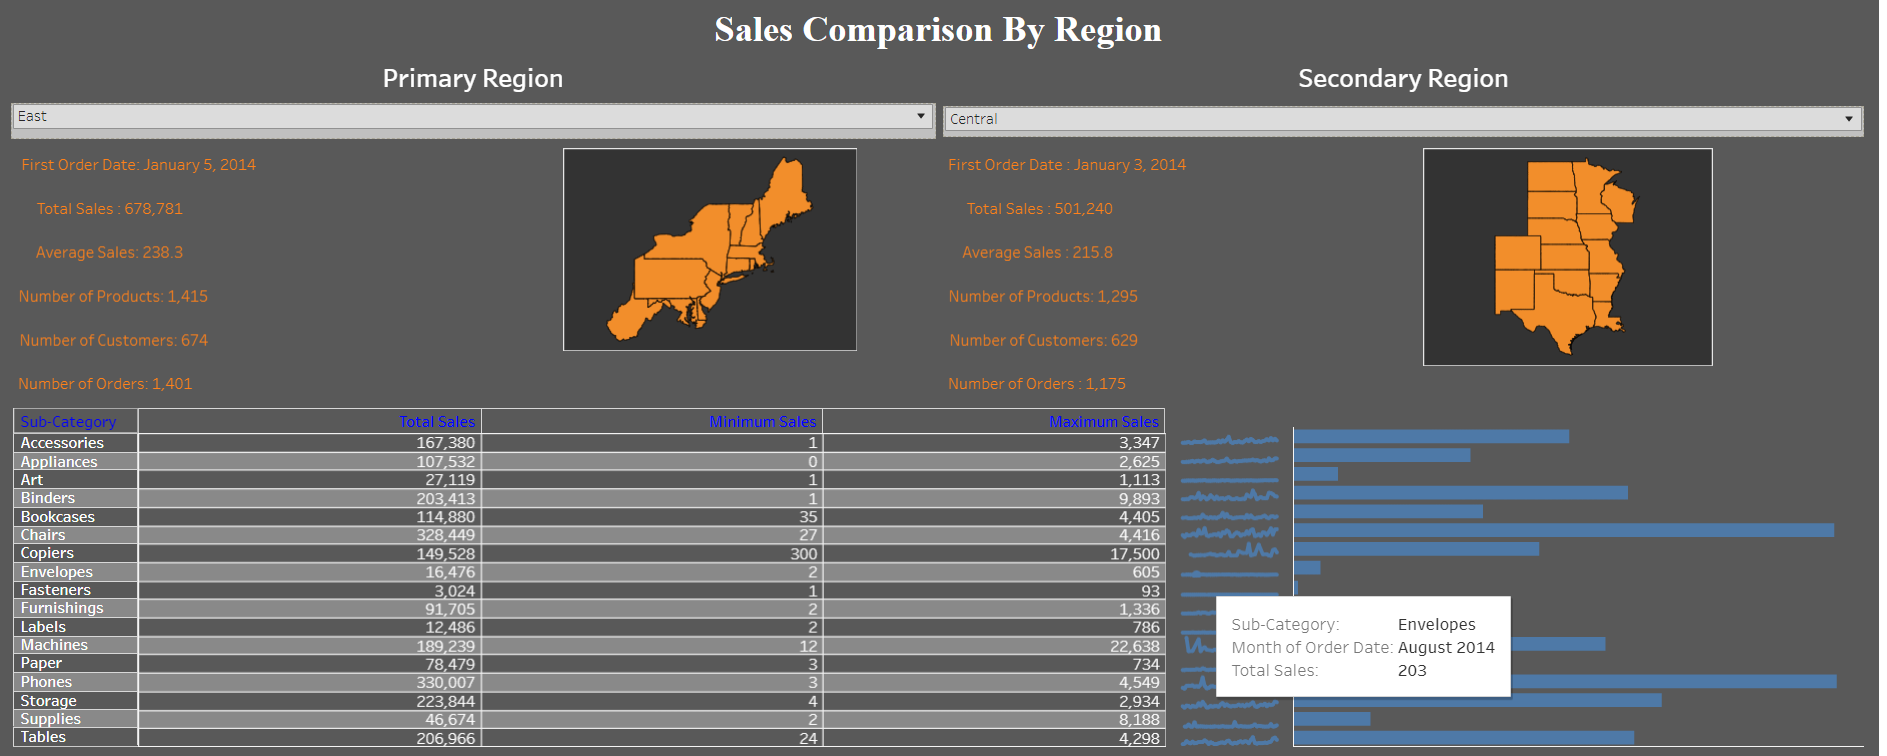 Sales Comparison By Region
Primary Region
Secondary Region
East
Central
First Order Date: January 5, 2014
Total Sales : 678,781
Average Sales: 238.3
Number of Products: 1,415
Number of Customers: 674
Number of Orders: 1,401
First Order Date : January 3, 2014
Total Sales : 501,240
Average Sales : 215.8
Number of Products: 1,295
Number of Customers: 629
Number of Orders : 1,175
Sub-Category Total Sales Minimum Sales Maximum Sales
Accessories 167,380 1 3,347
Appliances 107,532 0 2,625
Art 27,119 1 1,113
Binders 203,413 1 9,893
Bookcases 114,880 35 4,405
Chairs 328,449 27 4,416
Copiers 149,528 300 17,500
Envelopes 16,476 2 605
Fasteners 3,024 1 93
Furnishings 91,705 2 1,336
Labels 12,486 2 786
Machines 189,239 12 22,638
Paper 78,479 3 734
Phones 330,007 3 4,549
Storage 223,844 4 2,934
Supplies 46,674 2 8,188
Tables 206,966 24 4,298
Sub-Category: Envelopes
Month of Order Date: August 2014
Total Sales: 203